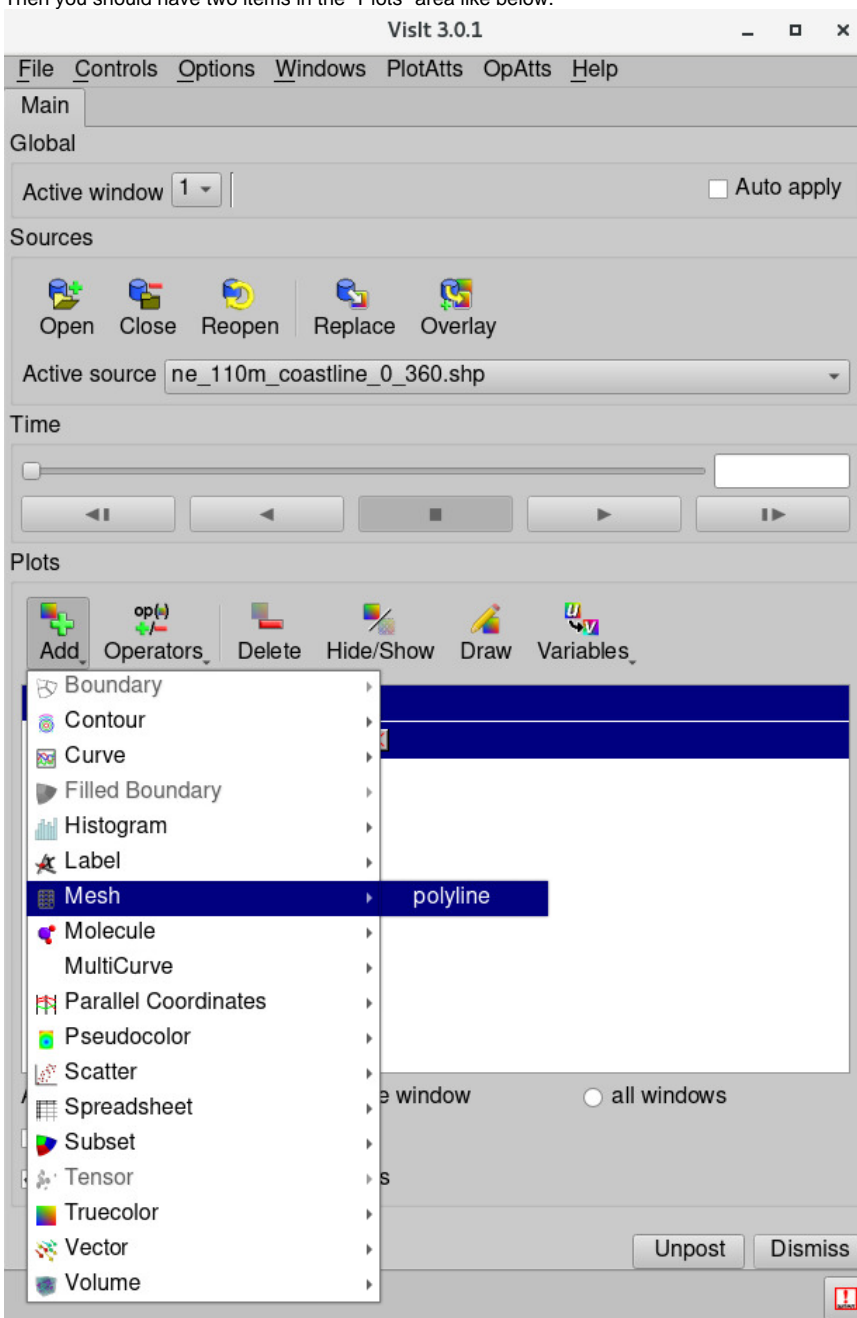 Then you should have two items in the "Plots" area like below.
VisIt 3.0.1
File Controls Options Windows PlotAtts OpAtts Help
Main
Global
Active window 1 Auto apply
Sources
Open Close Reopen Replace Overlay
Active source ne_110m_coastline_0_360.shp
Time
Plots
Add Operators Delete Hide/Show Draw Variables
Boundary
Contour
Curve
Filled Boundary
Histogram
Label
Mesh polyline
Molecule
MultiCurve
Parallel Coordinates
Pseudocolor
Scatter
window all windows
Spreadsheet
Subset
Tensor
Truecolor
Vector
Unpost Dismiss
Volume